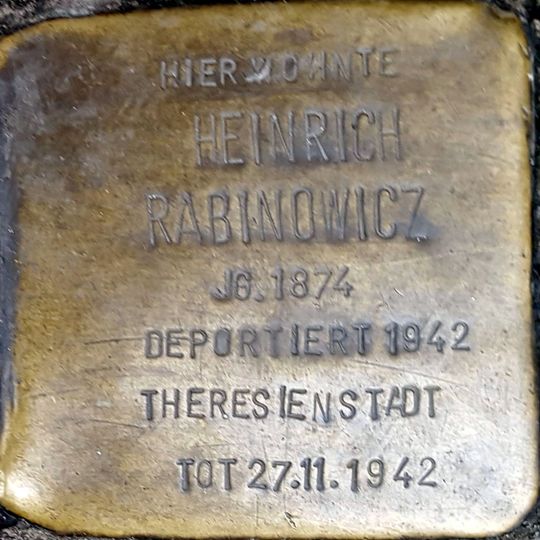 HIER WOHNTE
HEINRICH
RABINOWICZ
JG. 1874
DEPORTIERT 1942
THERESIENSTADT
TOT 27.11.1942